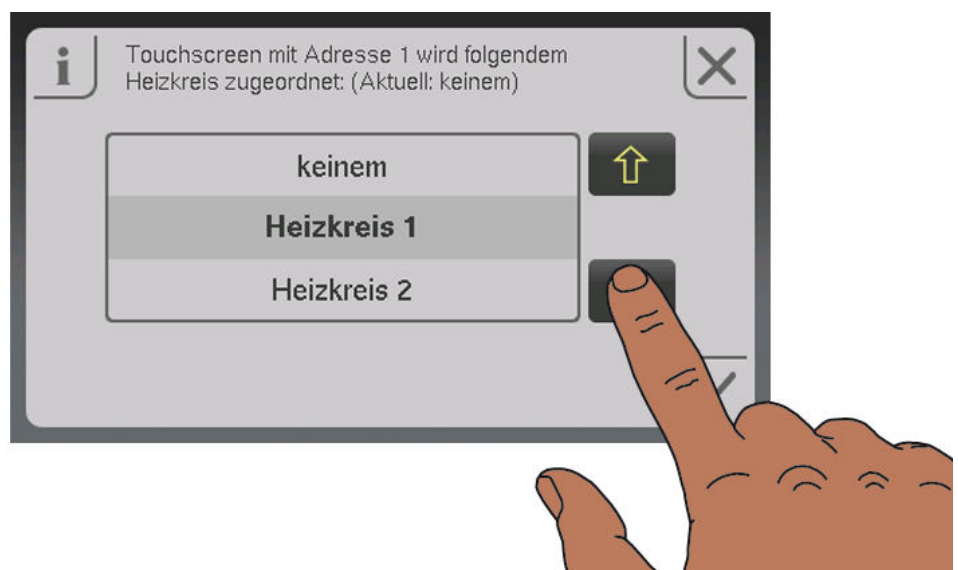 i
Touchscreen mit Adresse 1 wird folgendem
Heizkreis zugeordnet: (Aktuell: keinem)
keinem
Heizkreis 1
Heizkreis 2